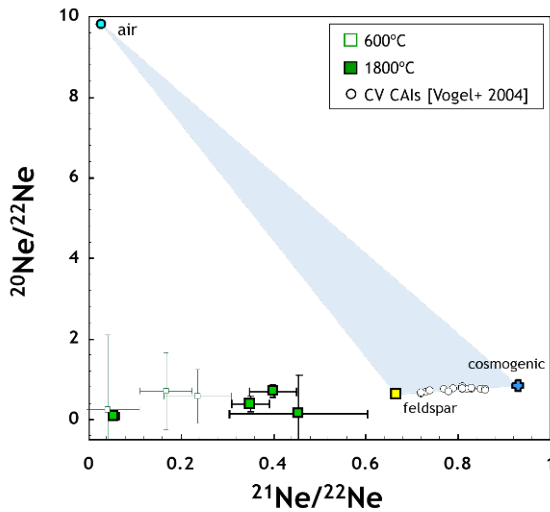 10
8
6
4
2
0
0
0.2
0.4
0.6
0.8
1
20Ne/22Ne
21Ne/22Ne
air
600°C
1800°C
CV CAIs [Vogel+ 2004]
cosmogenic
feldspar